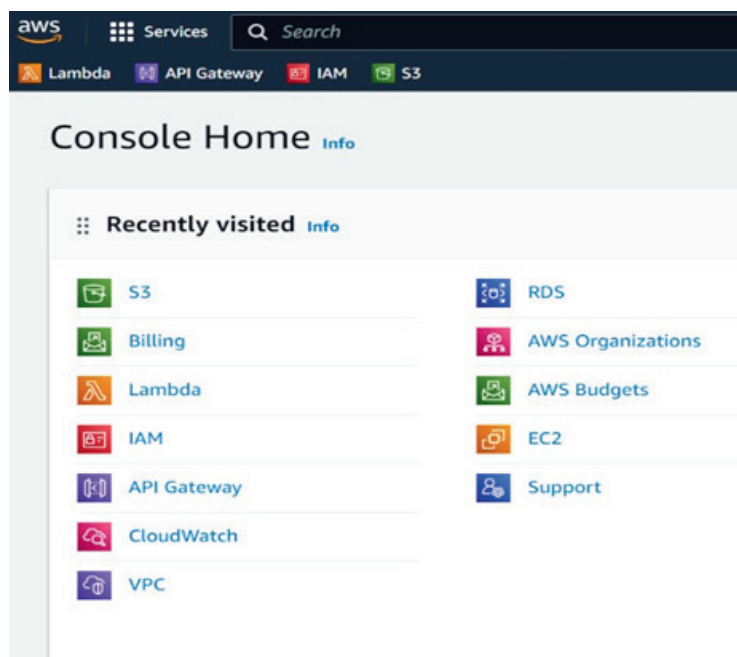 aws Services Search
Lambda API Gateway IAM S3
Console Home Info
Recently visited Info
S3
Billing
Lambda
IAM
API Gateway
CloudWatch
VPC
RDS
AWS Organizations
AWS Budgets
EC2
Support